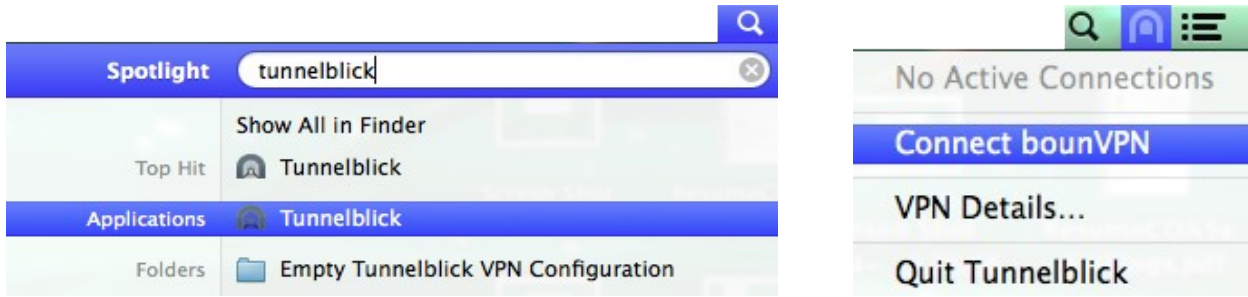 Spotlight tunnelblick
Show All in Finder
Top Hit Tunnelblick
Applications Tunnelblick
Folders Empty Tunnelblick VPN Configuration
No Active Connections
Connect bounVPN
VPN Details...
Quit Tunnelblick